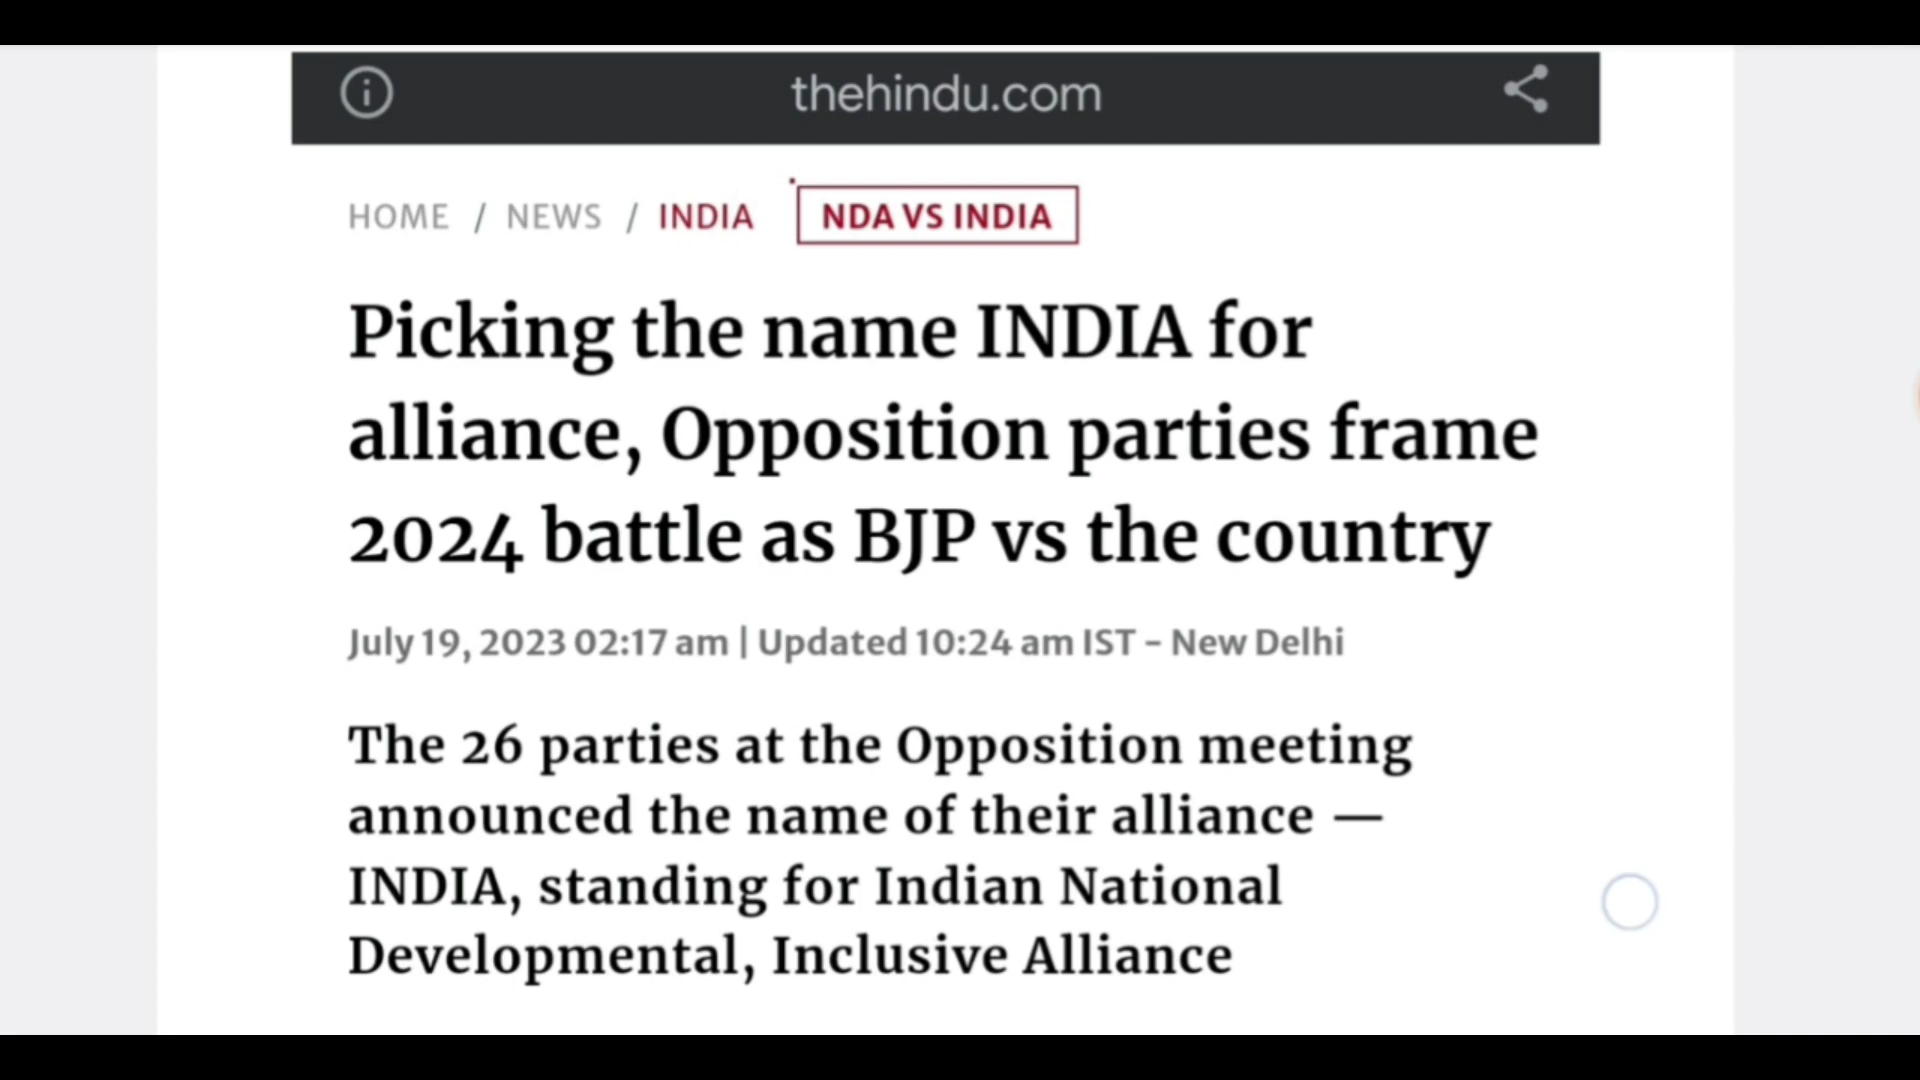 thehindu.com
HOME / NEWS / INDIA NDA VS INDIA
Picking the name INDIA for
alliance, Opposition parties frame
2024 battle as BJP vs the country
July 19, 2023 02:17 am | Updated 10:24 am IST - New Delhi
The 26 parties at the Opposition meeting
announced the name of their alliance —
INDIA, standing for Indian National
Developmental, Inclusive Alliance